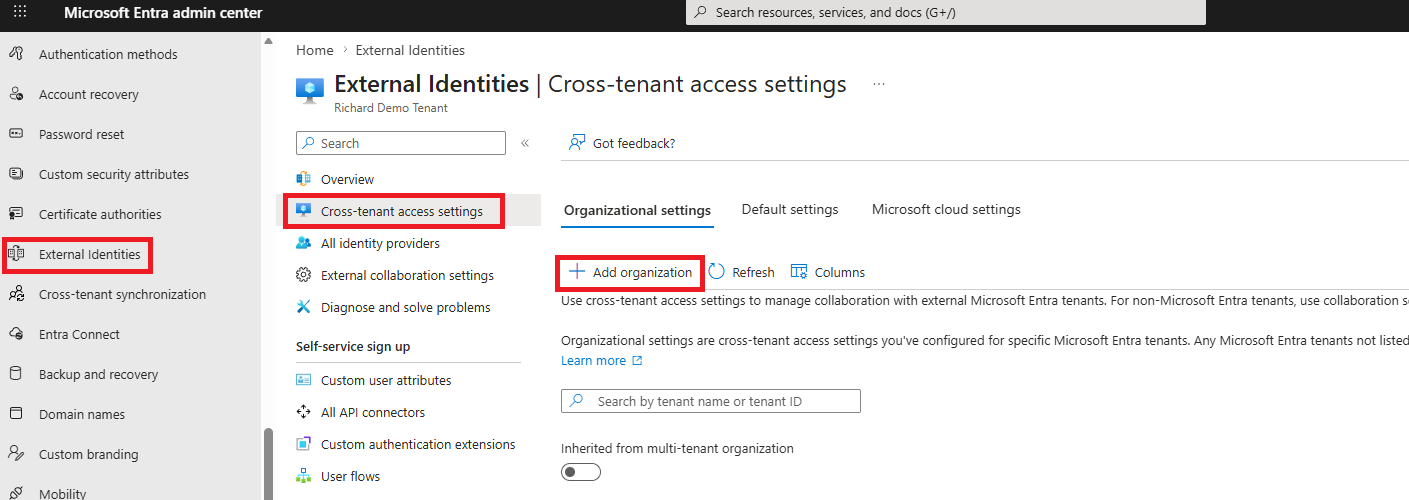 Microsoft Entra admin center
Search resources, services, and docs (G+/)
Authentication methods
Account recovery
Password reset
Custom security attributes
Certificate authorities
External Identities
Cross-tenant synchronization
Entra Connect
Backup and recovery
Domain names
Custom branding
Mobility
Home › External Identities
External Identities | Cross-tenant access settings ...
Richard Demo Tenant
Search «
Overview
Cross-tenant access settings
All identity providers
External collaboration settings
Diagnose and solve problems
Self-service sign up
Custom user attributes
All API connectors
Custom authentication extensions
User flows
Got feedback?
Organizational settings Default settings Microsoft cloud settings
+ Add organization Refresh Columns
Use cross-tenant access settings to manage collaboration with external Microsoft Entra tenants. For non-Microsoft Entra tenants, use collaboration s
Organizational settings are cross-tenant access settings you've configured for specific Microsoft Entra tenants. Any Microsoft Entra tenants not listed
Learn more
Search by tenant name or tenant ID
Inherited from multi-tenant organization